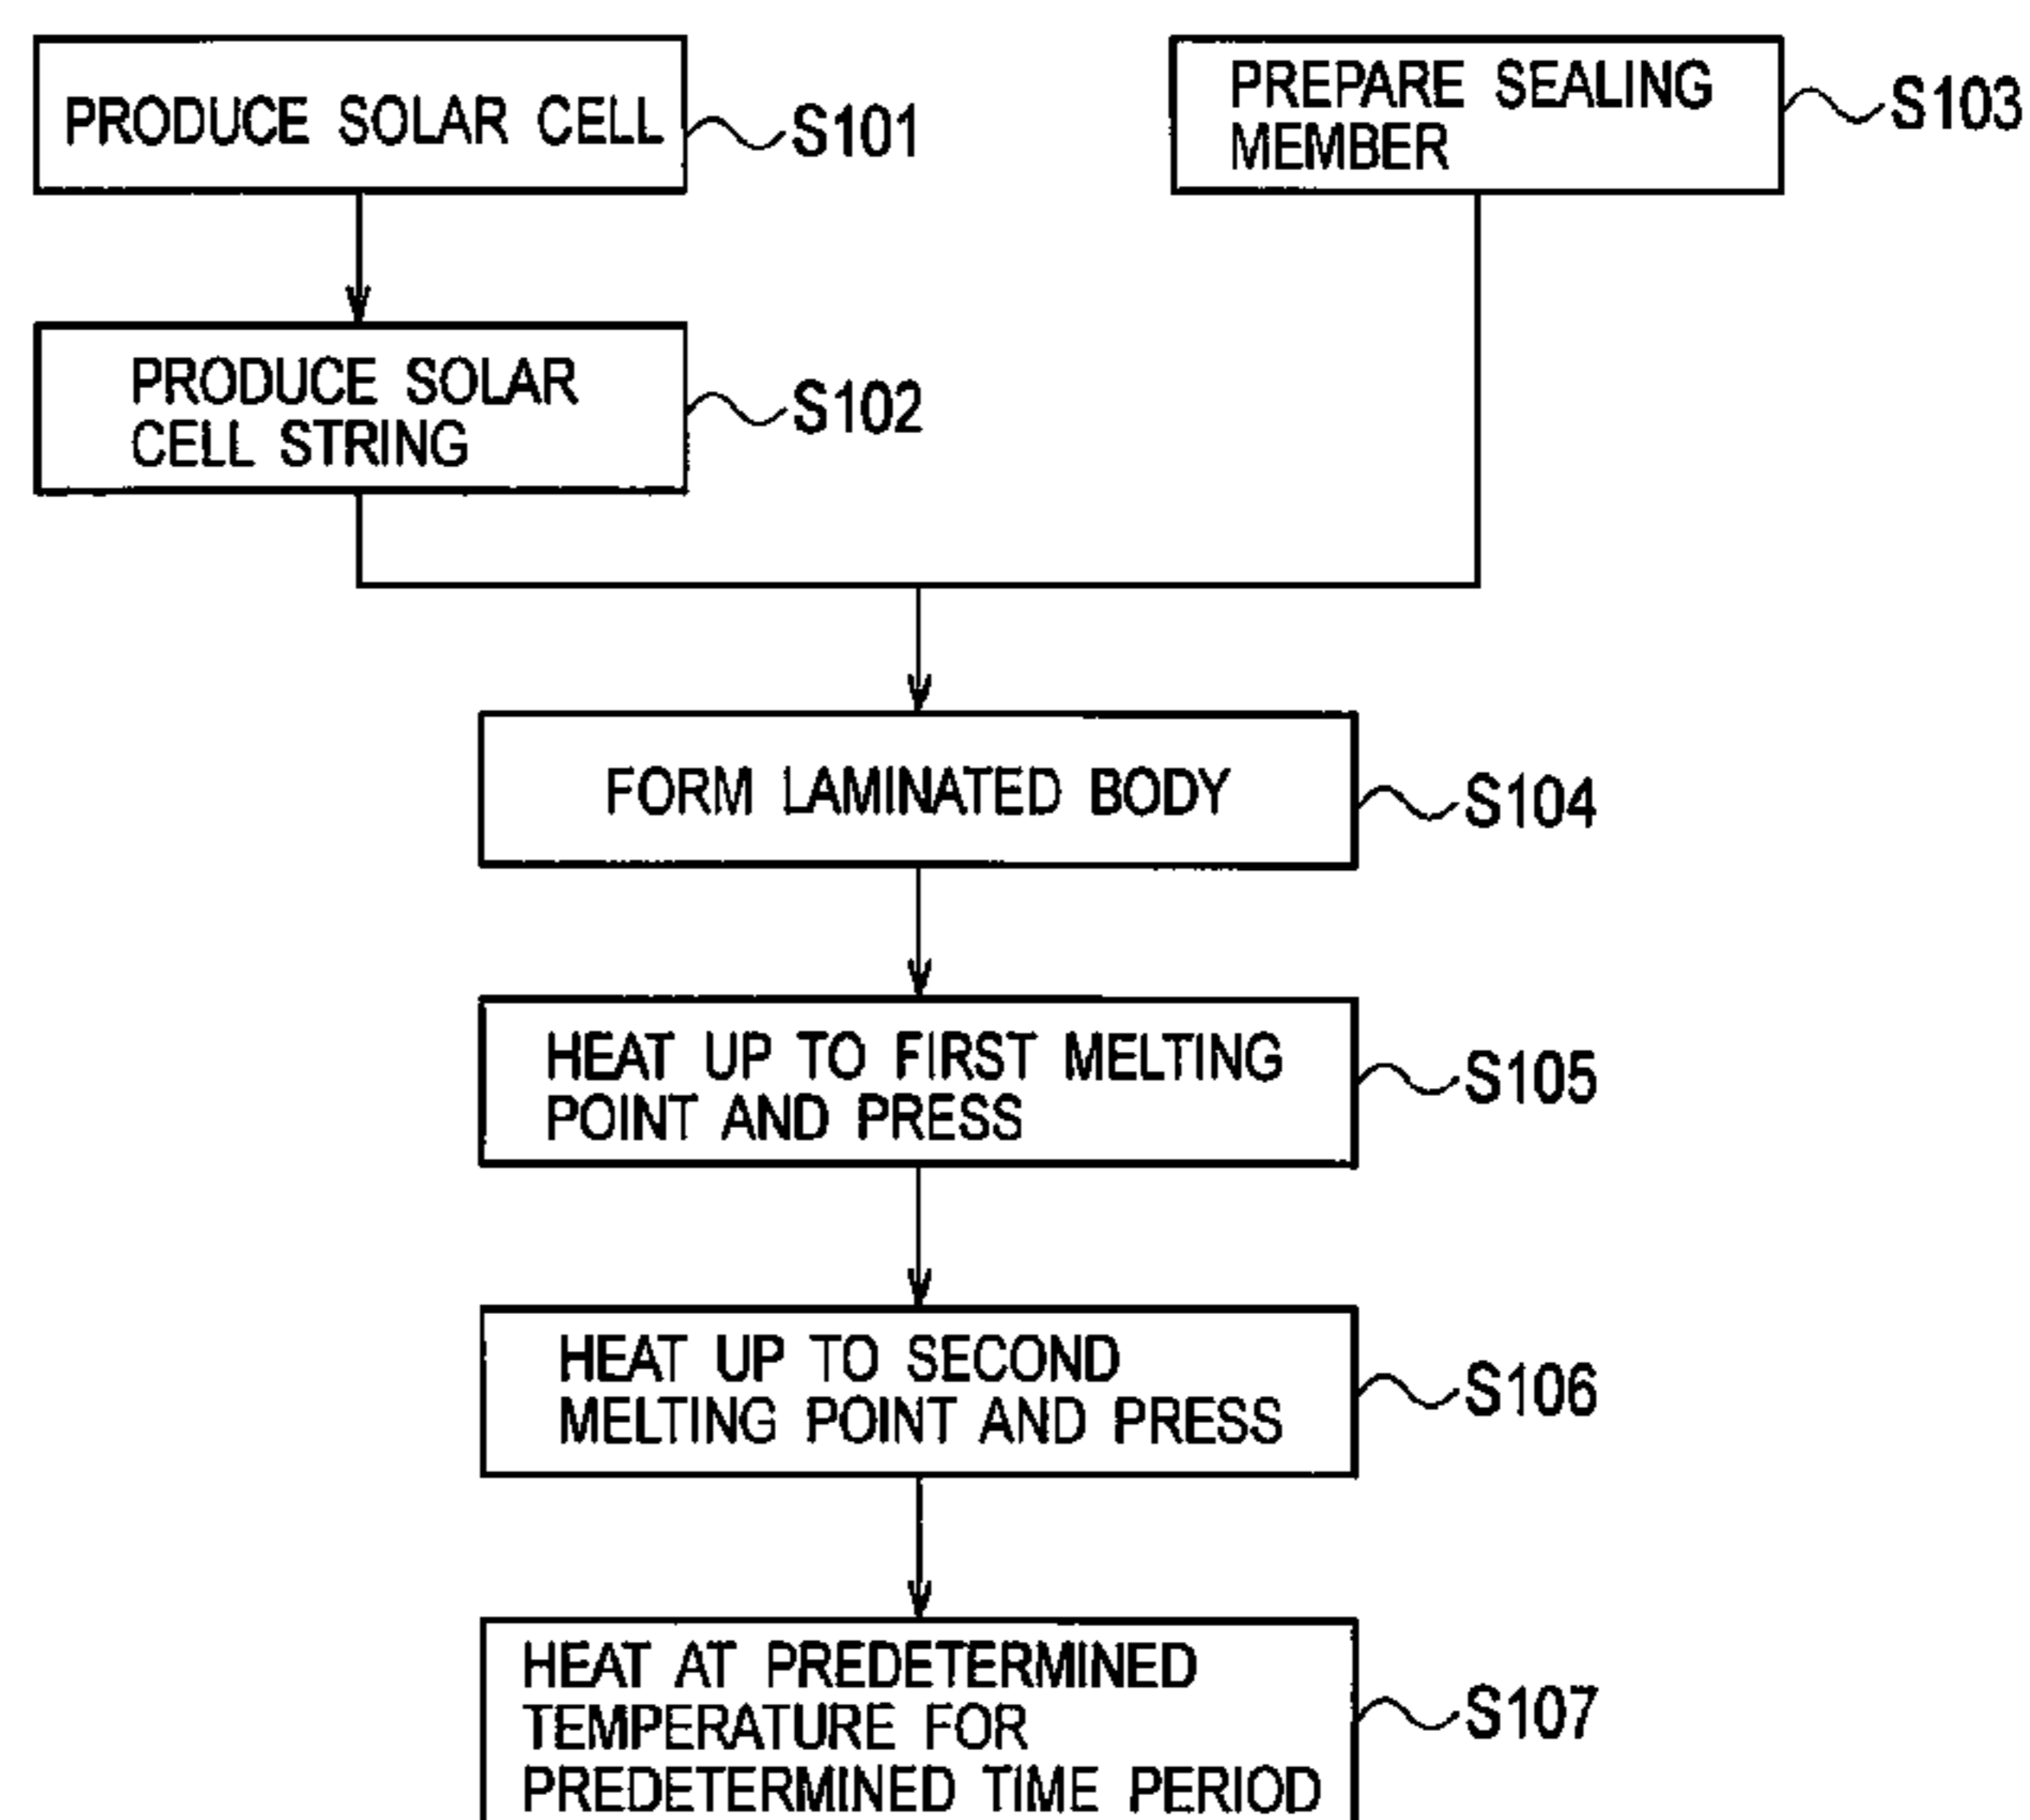 PRODUCE SOLAR CELL
S101
PREPARE SEALING
MEMBER
S103
PRODUCE SOLAR
CELL STRING
S102
FORM LAMINATED BODY
S104
HEAT UP TO FIRST MELTING
POINT AND PRESS
S105
HEAT UP TO SECOND
MELTING POINT AND PRESS
S106
HEAT AT PREDETERMINED
TEMPERATURE FOR
PREDETERMINED TIME PERIOD
S107